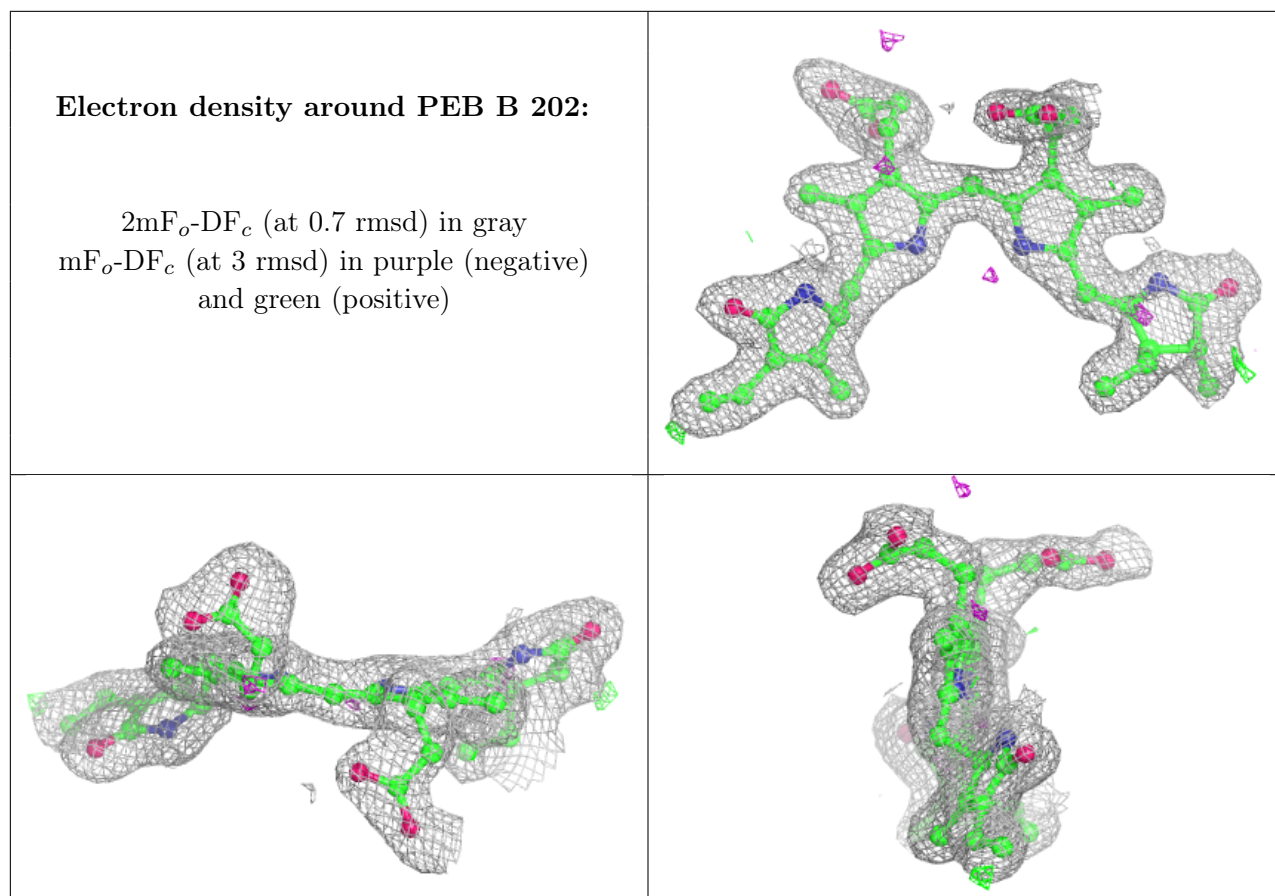 Electron density around PEB B 202:
2mFo-DFc (at 0.7 rmsd) in gray
mFo-DFc (at 3 rmsd) in purple (negative)
and green (positive)